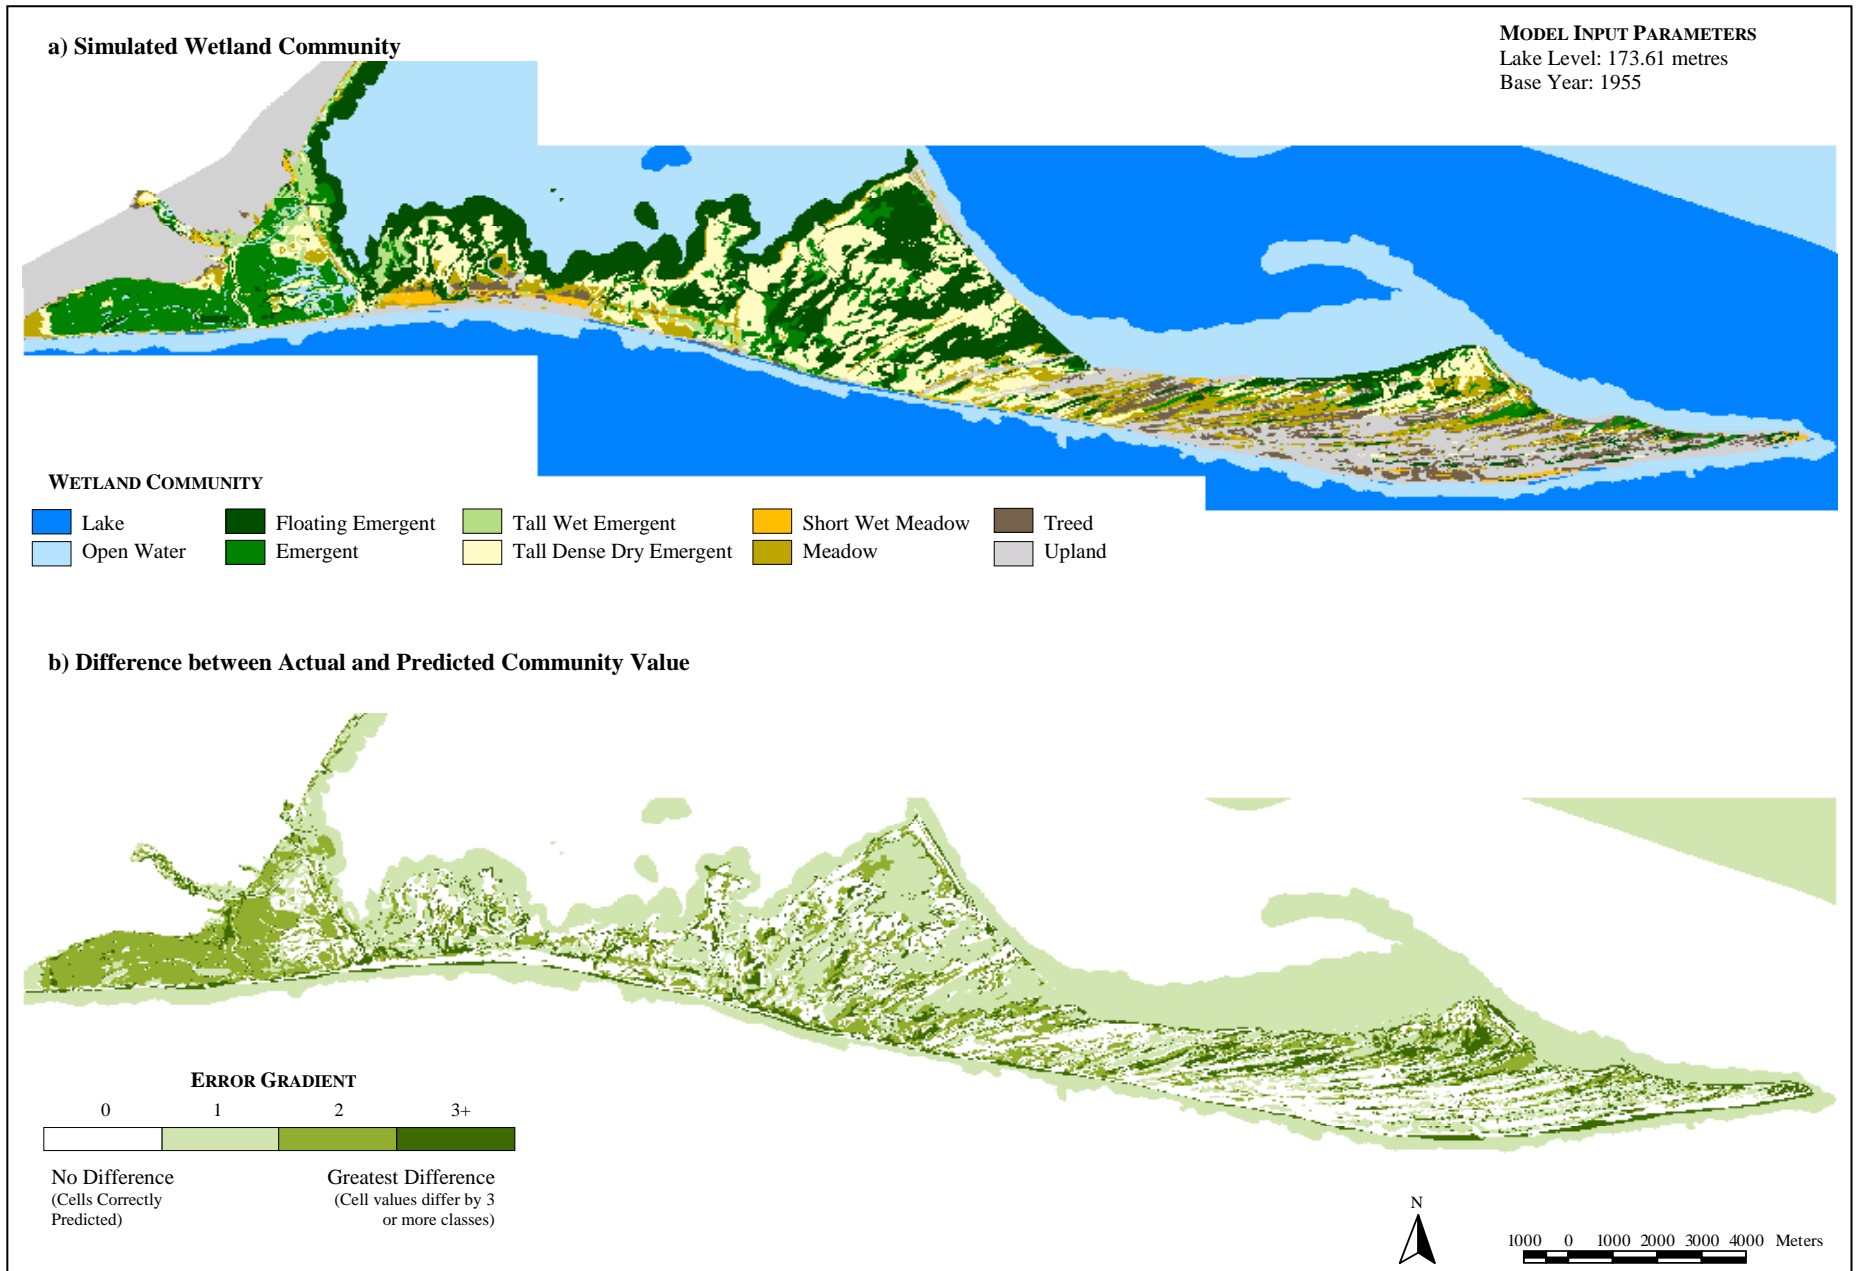 a) Simulated Wetland Community
MODEL INPUT PARAMETERS
Lake Level: 173.61 metres
Base Year: 1955
WETLAND COMMUNITY
Lake
Open Water
Floating Emergent
Emergent
Tall Wet Emergent
Tall Dense Dry Emergent
Short Wet Meadow
Meadow
Treed
Upland
b) Difference between Actual and Predicted Community Value
ERROR GRADIENT
0 1 2 3+
No Difference
(Cells Correctly
Predicted)
Greatest Difference
(Cell values differ by 3
or more classes)
N
1000 0 1000 2000 3000 4000 Meters